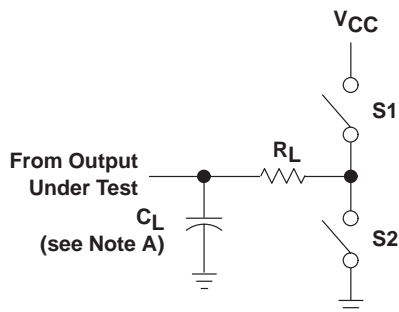 VCC
S1
From Output
Under Test
RL
CL
(see Note A)
S2